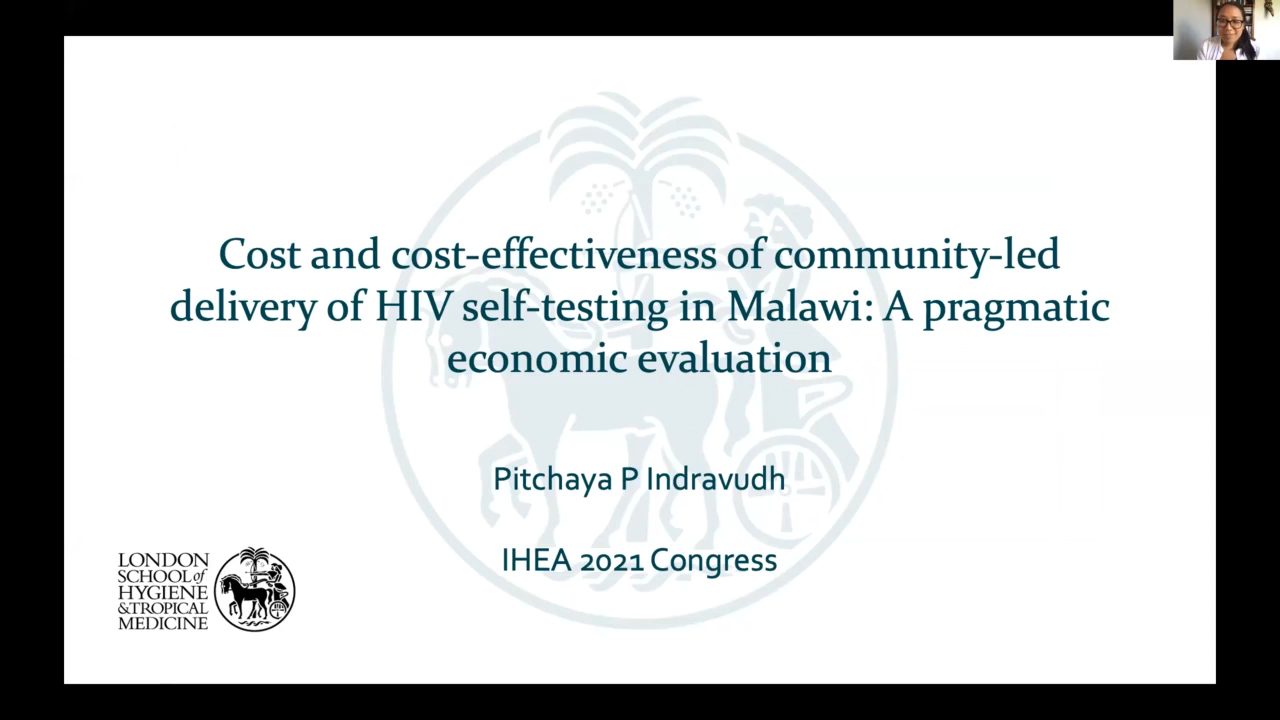 Cost and cost-effectiveness of community-led
delivery of HIV self-testing in Malawi: A pragmatic
economic evaluation
Pitchaya P Indravudh
IHEA 2021 Congress
LONDON
SCHOOL of
HYGIENE
& TROPICAL
MEDICINE